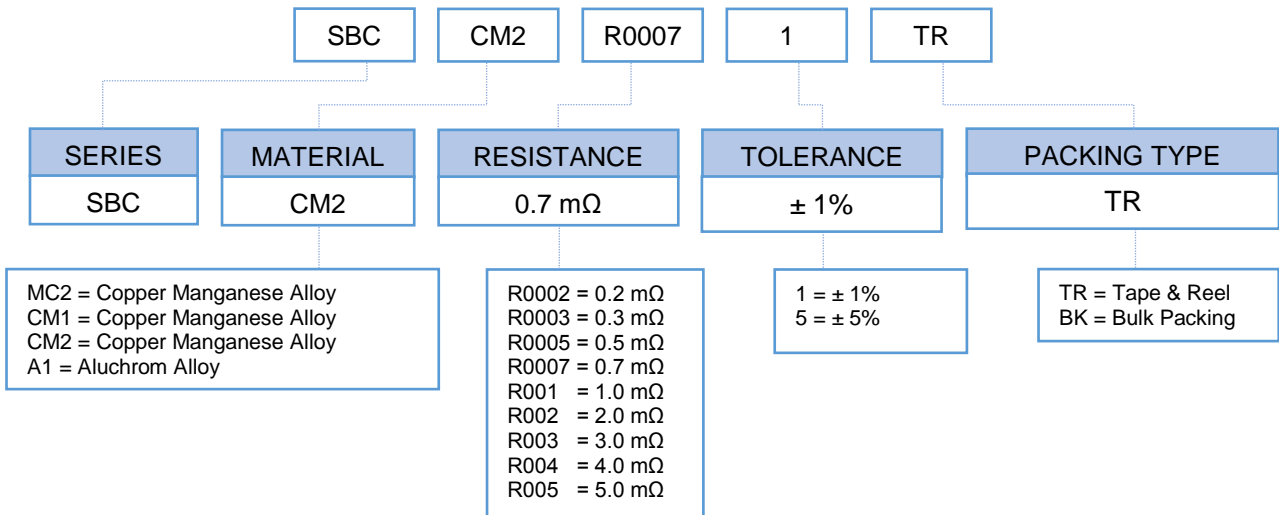 SBC CM2 R0007 1 TR
SERIES MATERIAL RESISTANCE TOLERANCE PACKING TYPE
SBC CM2 0.7 mΩ ± 1% TR
MC2 = Copper Manganese Alloy
CM1 = Copper Manganese Alloy
CM2 = Copper Manganese Alloy
A1 = Aluchrom Alloy
R0002 = 0.2 mΩ
R0003 = 0.3 mΩ
R0005 = 0.5 mΩ
R0007 = 0.7 mΩ
R001 = 1.0 mΩ
R002 = 2.0 mΩ
R003 = 3.0 mΩ
R004 = 4.0 mΩ
R005 = 5.0 mΩ
1 = ± 1%
5 = ± 5%
TR = Tape & Reel
BK = Bulk Packing